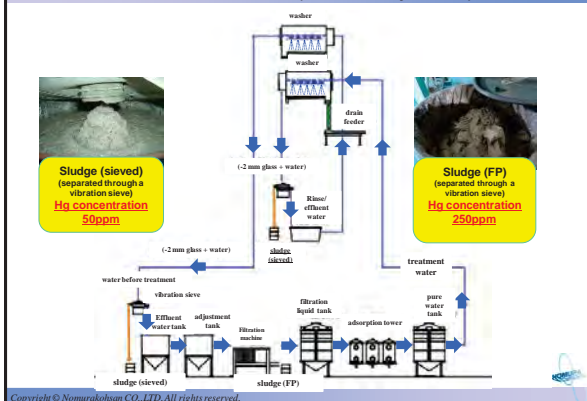 washer
washer
drain
feeder
Sludge (sieved)
(separated through a
vibration sieve)
Hg concentration
50ppm
Sludge (FP)
(separated through a
vibration sieve)
Hg concentration
250ppm
(-2 mm glass + water)
Rinse/
effluent
water
sludge
(sieved)
(-2 mm glass + water)
treatment
water
water before treatment
vibration sieve
Effluent
water tank
adjustment
tank
Filtration
machine
filtration
liquid tank
adsorption tower
pure
water
tank
sludge (sieved)
sludge (FP)
Copyright © Nomurakohsan CO.,LTD. All rights reserved.